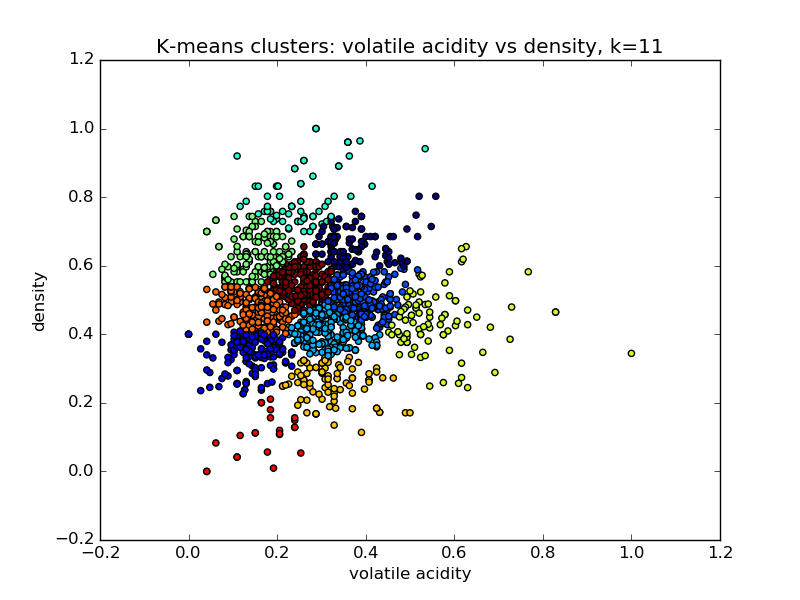 K-means clusters: volatile acidity vs density, k=11
1.2
1.0
0.8
0.6
0.4
0.2
0.0
−0.2
density
−0.2 0.0 0.2 0.4 0.6 0.8 1.0 1.2
volatile acidity